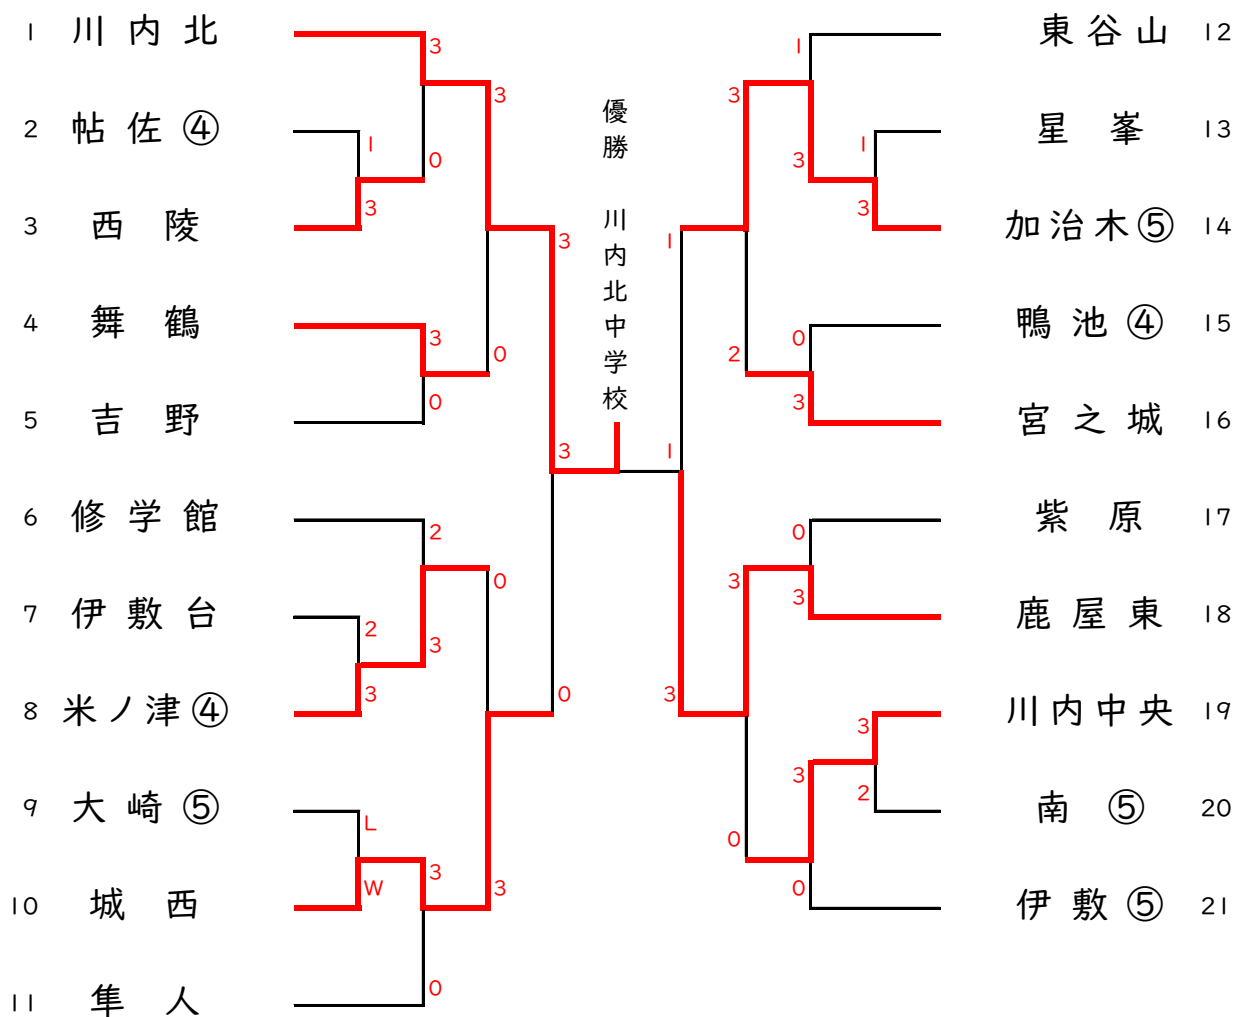 1 川内北
2 帖佐④
3 西陵
4 舞鶴
5 吉野
6 修学館
7 伊敷台
8 米ノ津④
9 大崎⑤
10 城西
11 隼人
3
1
0
3
3
3
0
0
3
3
2
2
3
3
0
L
W
3
3
0
0
優勝 川内北中学校
1
3
1
3
3
1
2
0
3
1
0
3
3
3
3
3
2
0
0
東谷山 12
星峯 13
加治木⑤ 14
鴨池④ 15
宮之城 16
紫原 17
鹿屋東 18
川内中央 19
南⑤ 20
伊敷⑤ 21